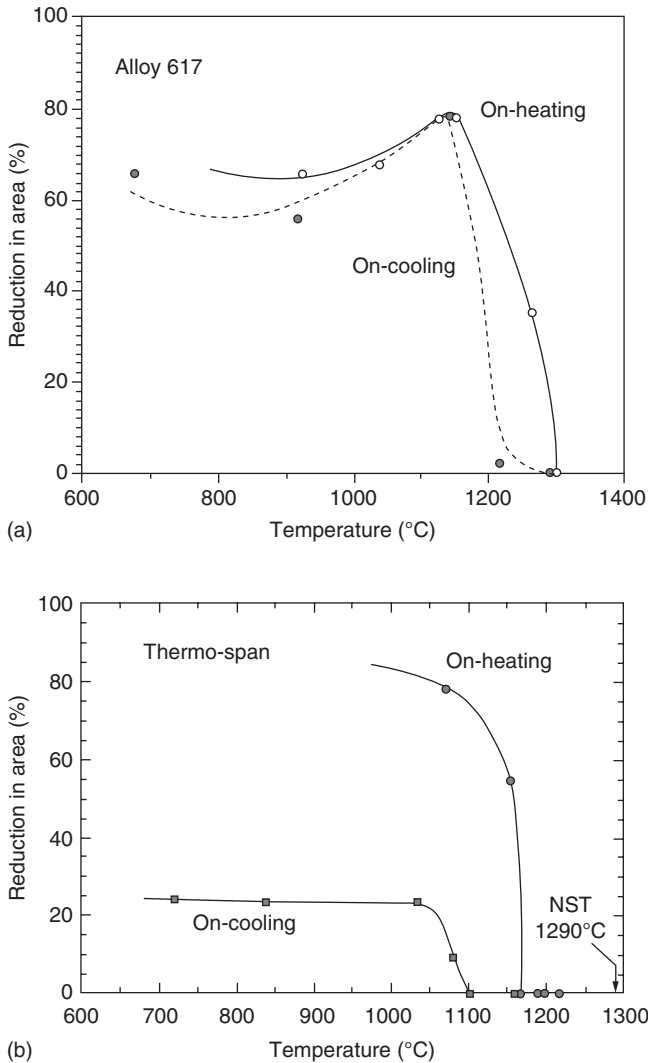 100
80
60
40
20
0
Reduction in area (%)
Alloy 617
On-heating
On-cooling
600
800
1000
1200
1400
Temperature (°C)
(a)
100
80
60
40
20
0
Reduction in area (%)
Thermo-span
On-heating
On-cooling
NST
1290°C
600
700
800
900
1000
1100
1200
1300
Temperature (°C)
(b)